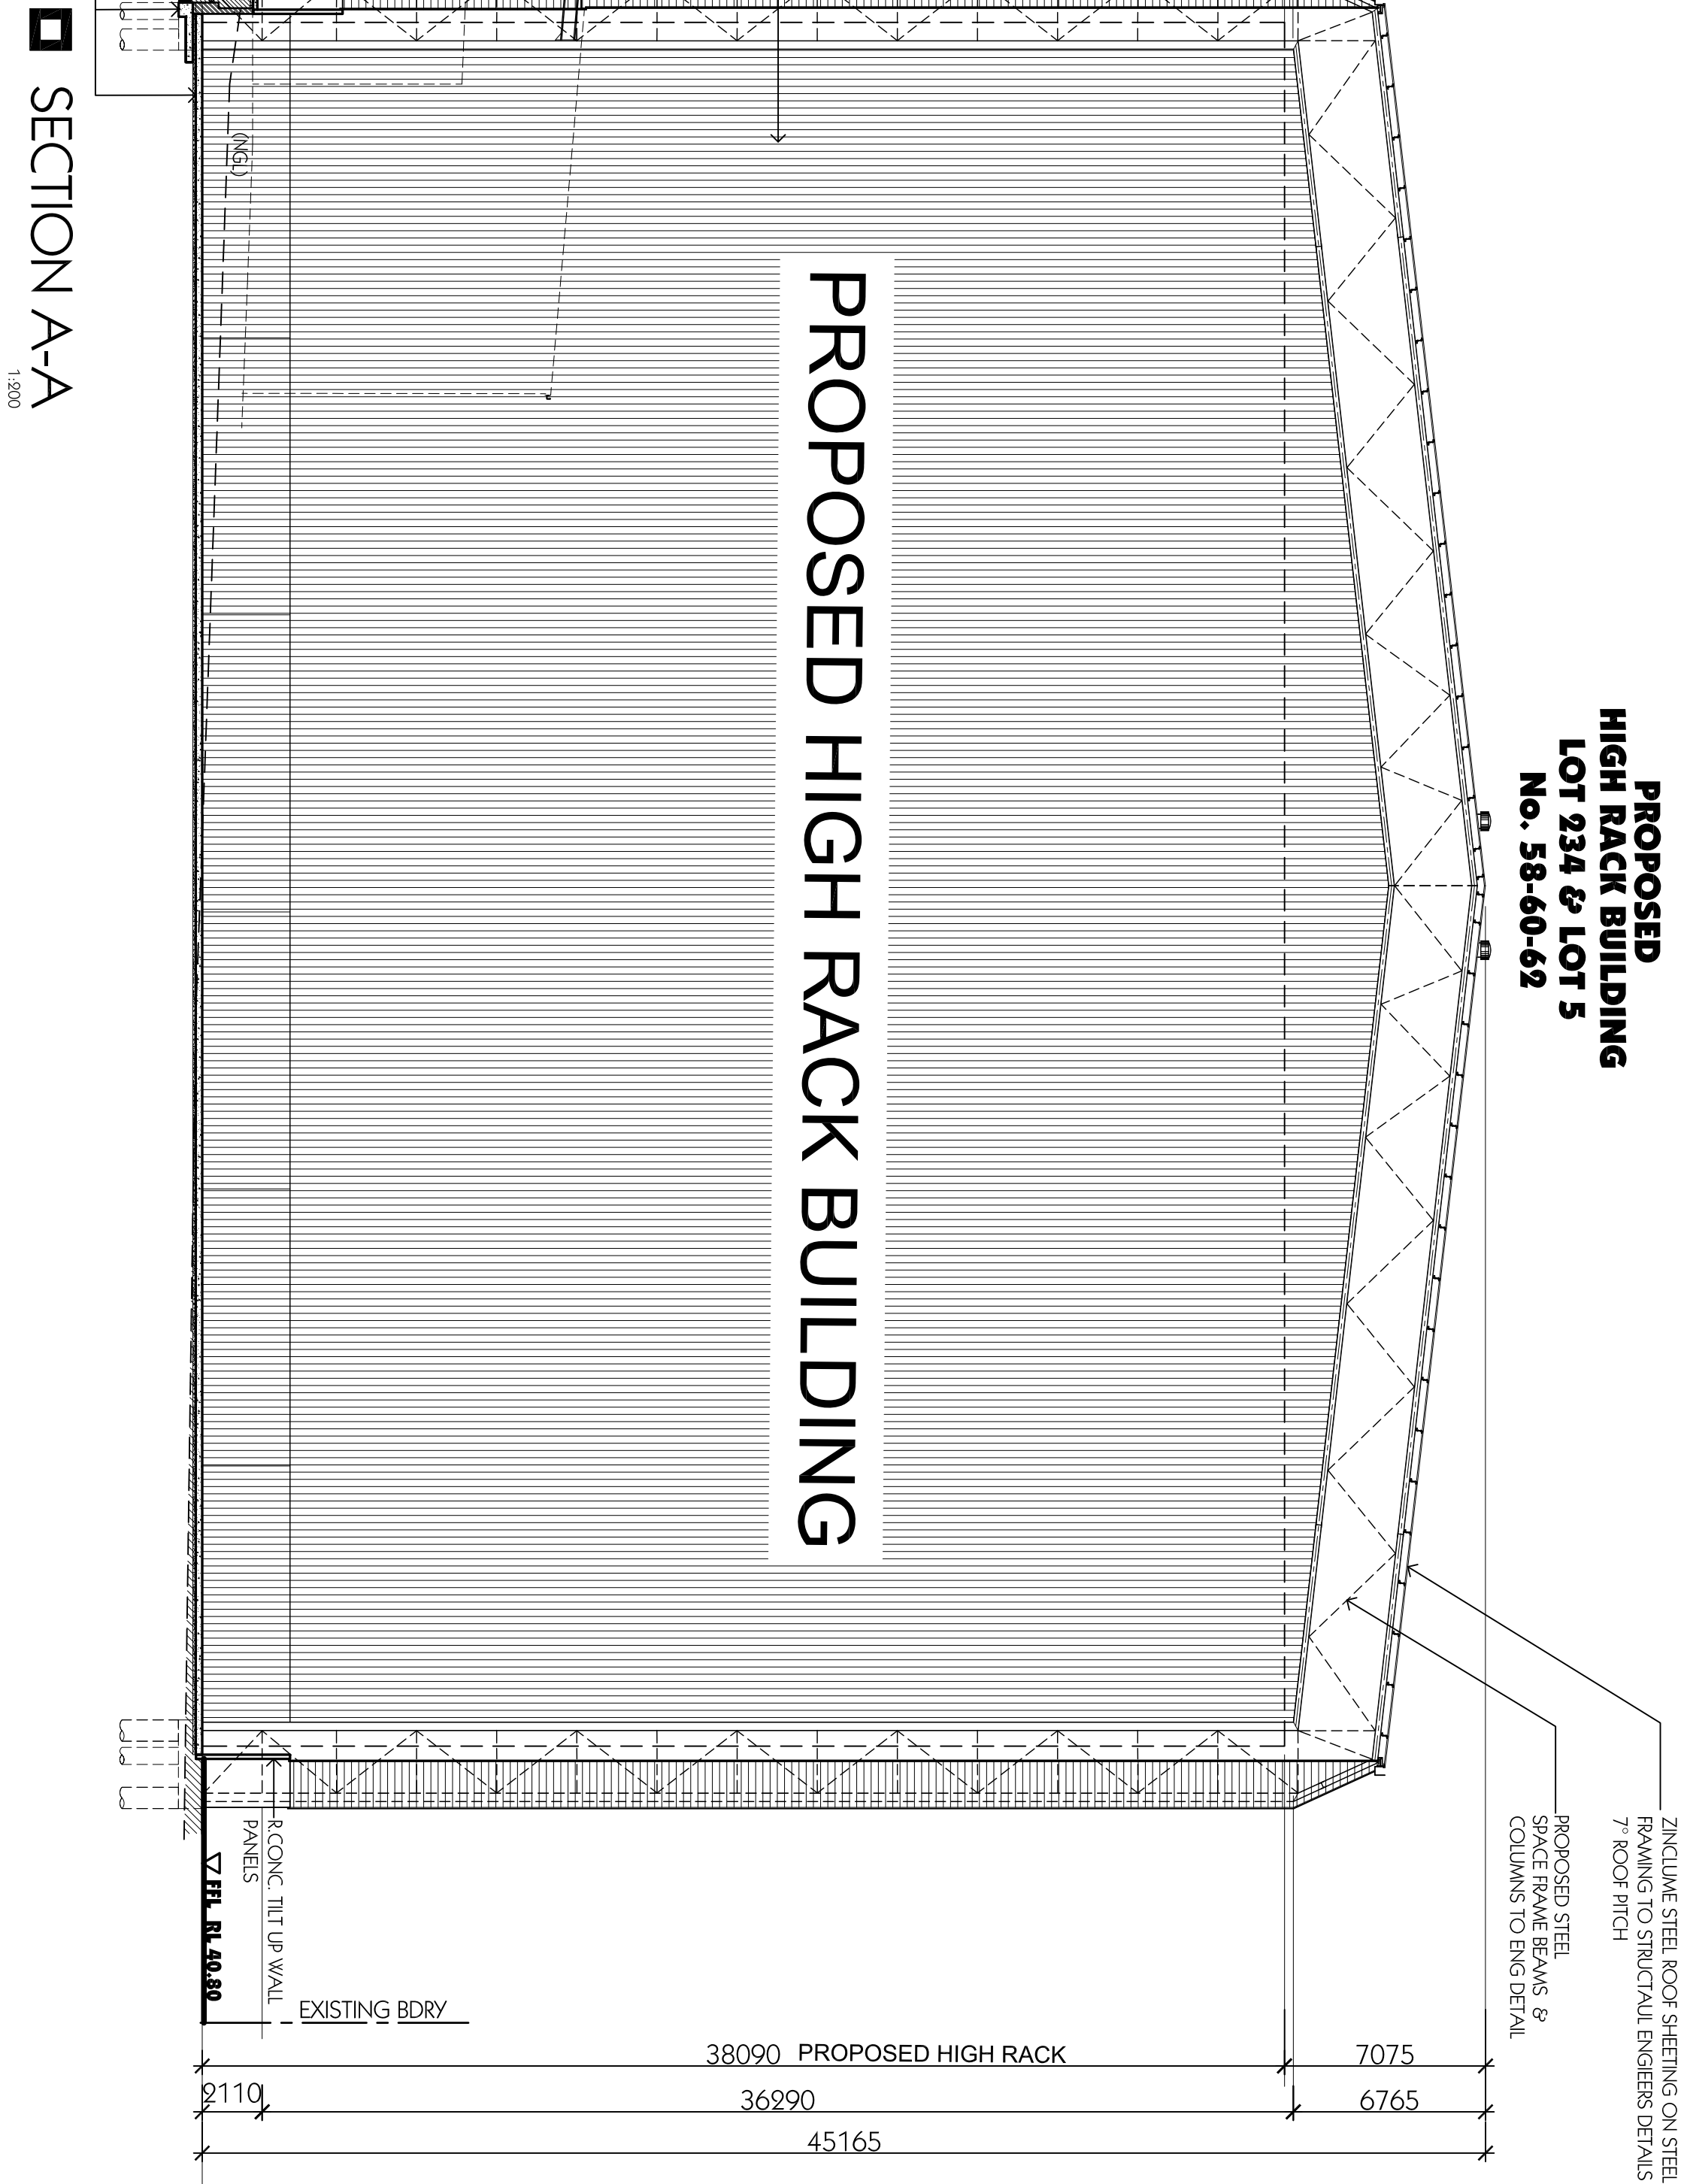 PROPOSED
HIGH RACK BUILDING
LOT 234 & LOT 5
No. 58-60-62
ZINCLUME STEEL ROOF SHEETING ON STEEL
FRAMING TO STRUCTAUL ENGIEERS DETAILS
7° ROOF PITCH
PROPOSED STEEL
SPACE FRAME BEAMS &
COLUMNS TO ENG DETAIL
PROPOSED HIGH RACK BUILDING
(NGL)
R.CONC. TILT UP WALL
PANELS
FFL RL 40.80
EXISTING BDRY
38090 PROPOSED HIGH RACK
7075
2110
36290
6765
45165
SECTION A-A
1:200